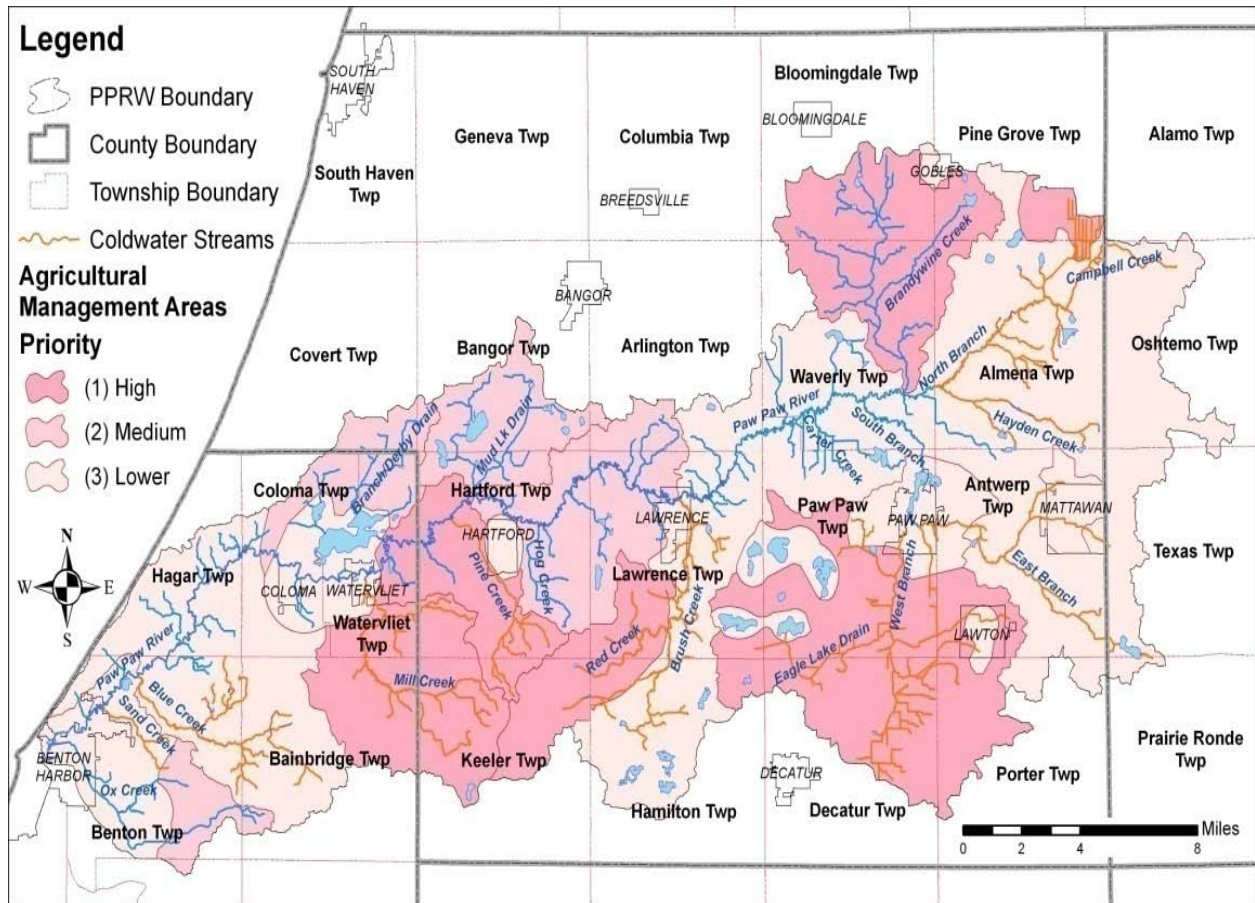 Legend
PPRW Boundary
County Boundary
Township Boundary
Coldwater Streams
Agricultural
Management Areas
Priority
(1) High
(2) Medium
(3) Lower
SOUTH
HAVEN
South Haven
Twp
Geneva Twp
Columbia Twp
BREEDSVILLE
Bloomingdale Twp
BLOOMINGDALE
Pine Grove Twp
GOBLES
Alamo Twp
Brandywine Creek
Campbell Creek
BANGOR
Covert Twp
Bangor Twp
Arlington Twp
Waverly Twp
North Branch
Almena Twp
Oshtemo Twp
Paw Paw River
Carter Creek
South Branch
Hayden Creek
Branch/Derby Drain
Mud Lk Drain
Coloma Twp
Hartford Twp
HARTFORD
Hog Creek
Pine Creek
LAWRENCE
Lawrence Twp
Paw Paw
Twp
PAW PAW
Antwerp
Twp
MATTAWAN
Texas Twp
East Branch
West Branch
LAWTON
Eagle Lake Drain
Brush Creek
Red Creek
N
W
E
S
Hagar Twp
COLOMA
WATERVLIET
Watervliet
Twp
Mill Creek
Paw Paw River
Blue Creek
Sand Creek
BENTON
HARBOR
Ox Creek
Benton Twp
Bainbridge Twp
Keeler Twp
Hamilton Twp
DECATUR
Decatur Twp
Porter Twp
Prairie Ronde
Twp
Miles
0 2 4 8